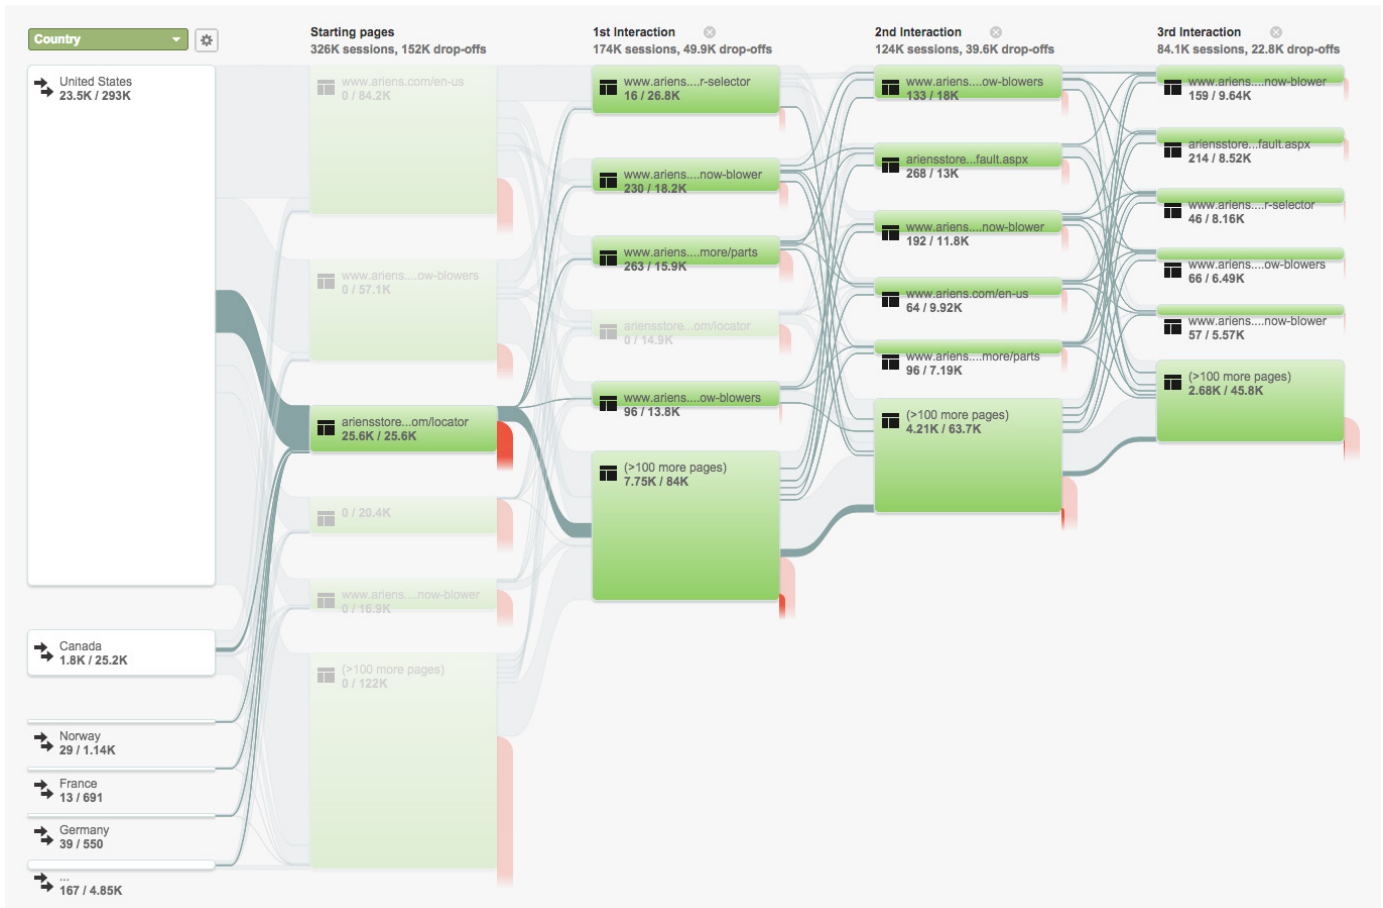 Country
United States
23.5K / 293K
Canada
1.8K / 25.2K
Norway
29 / 1.14K
France
13 / 691
Germany
39 / 550
...
167 / 4.85K
Starting pages
326K sessions, 152K drop-offs
www.ariens.com/en-us
0 / 84.2K
www.ariens....ow-blowers
0 / 57.1K
ariensstore...om/locator
25.6K / 25.6K
0 / 20.4K
www.ariens....now-blower
0 / 16.9K
(>100 more pages)
0 / 122K
1st Interaction
174K sessions, 49.9K drop-offs
www.ariens....r-selector
16 / 26.8K
www.ariens....now-blower
230 / 18.2K
www.ariens....more/parts
263 / 15.9K
ariensstore...om/locator
0 / 14.9K
www.ariens....ow-blowers
96 / 13.8K
(>100 more pages)
7.75K / 84K
2nd Interaction
124K sessions, 39.6K drop-offs
www.ariens....ow-blowers
133 / 18K
ariensstore...fault.aspx
268 / 13K
www.ariens....now-blower
192 / 11.8K
www.ariens.com/en-us
64 / 9.92K
www.ariens....more/parts
96 / 7.19K
(>100 more pages)
4.21K / 63.7K
3rd Interaction
84.1K sessions, 22.8K drop-offs
www.ariens....now-blower
159 / 9.64K
ariensstore...fault.aspx
214 / 8.52K
www.ariens....r-selector
46 / 8.16K
www.ariens....ow-blowers
66 / 6.49K
www.ariens....now-blower
57 / 5.57K
(>100 more pages)
2.68K / 45.8K